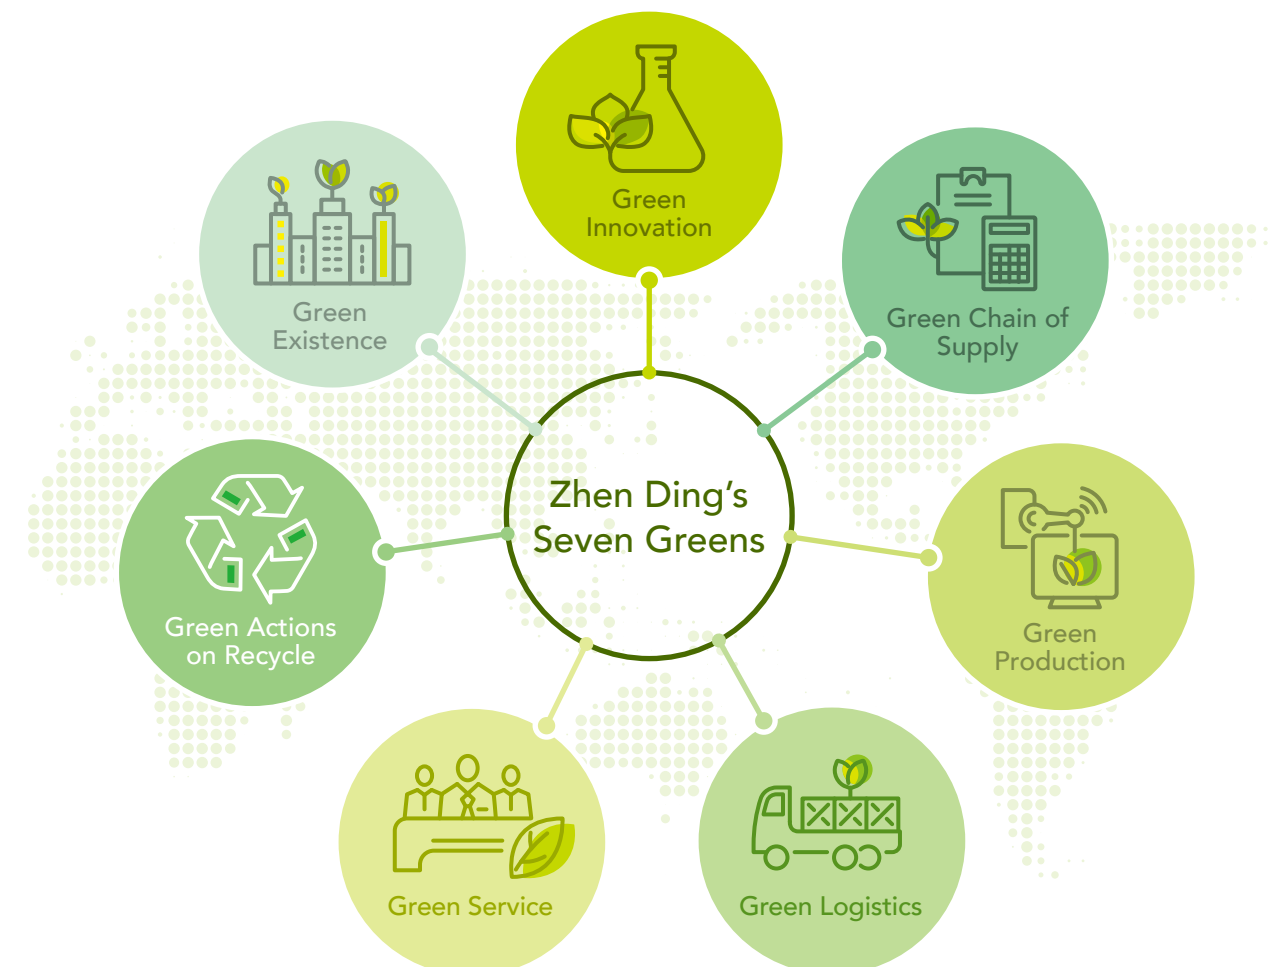 Green
Innovation
Green
Existence
Green Chain of
Supply
Zhen Ding’s
Seven Greens
Green Actions
on Recycle
Green
Production
Green Service
Green Logistics